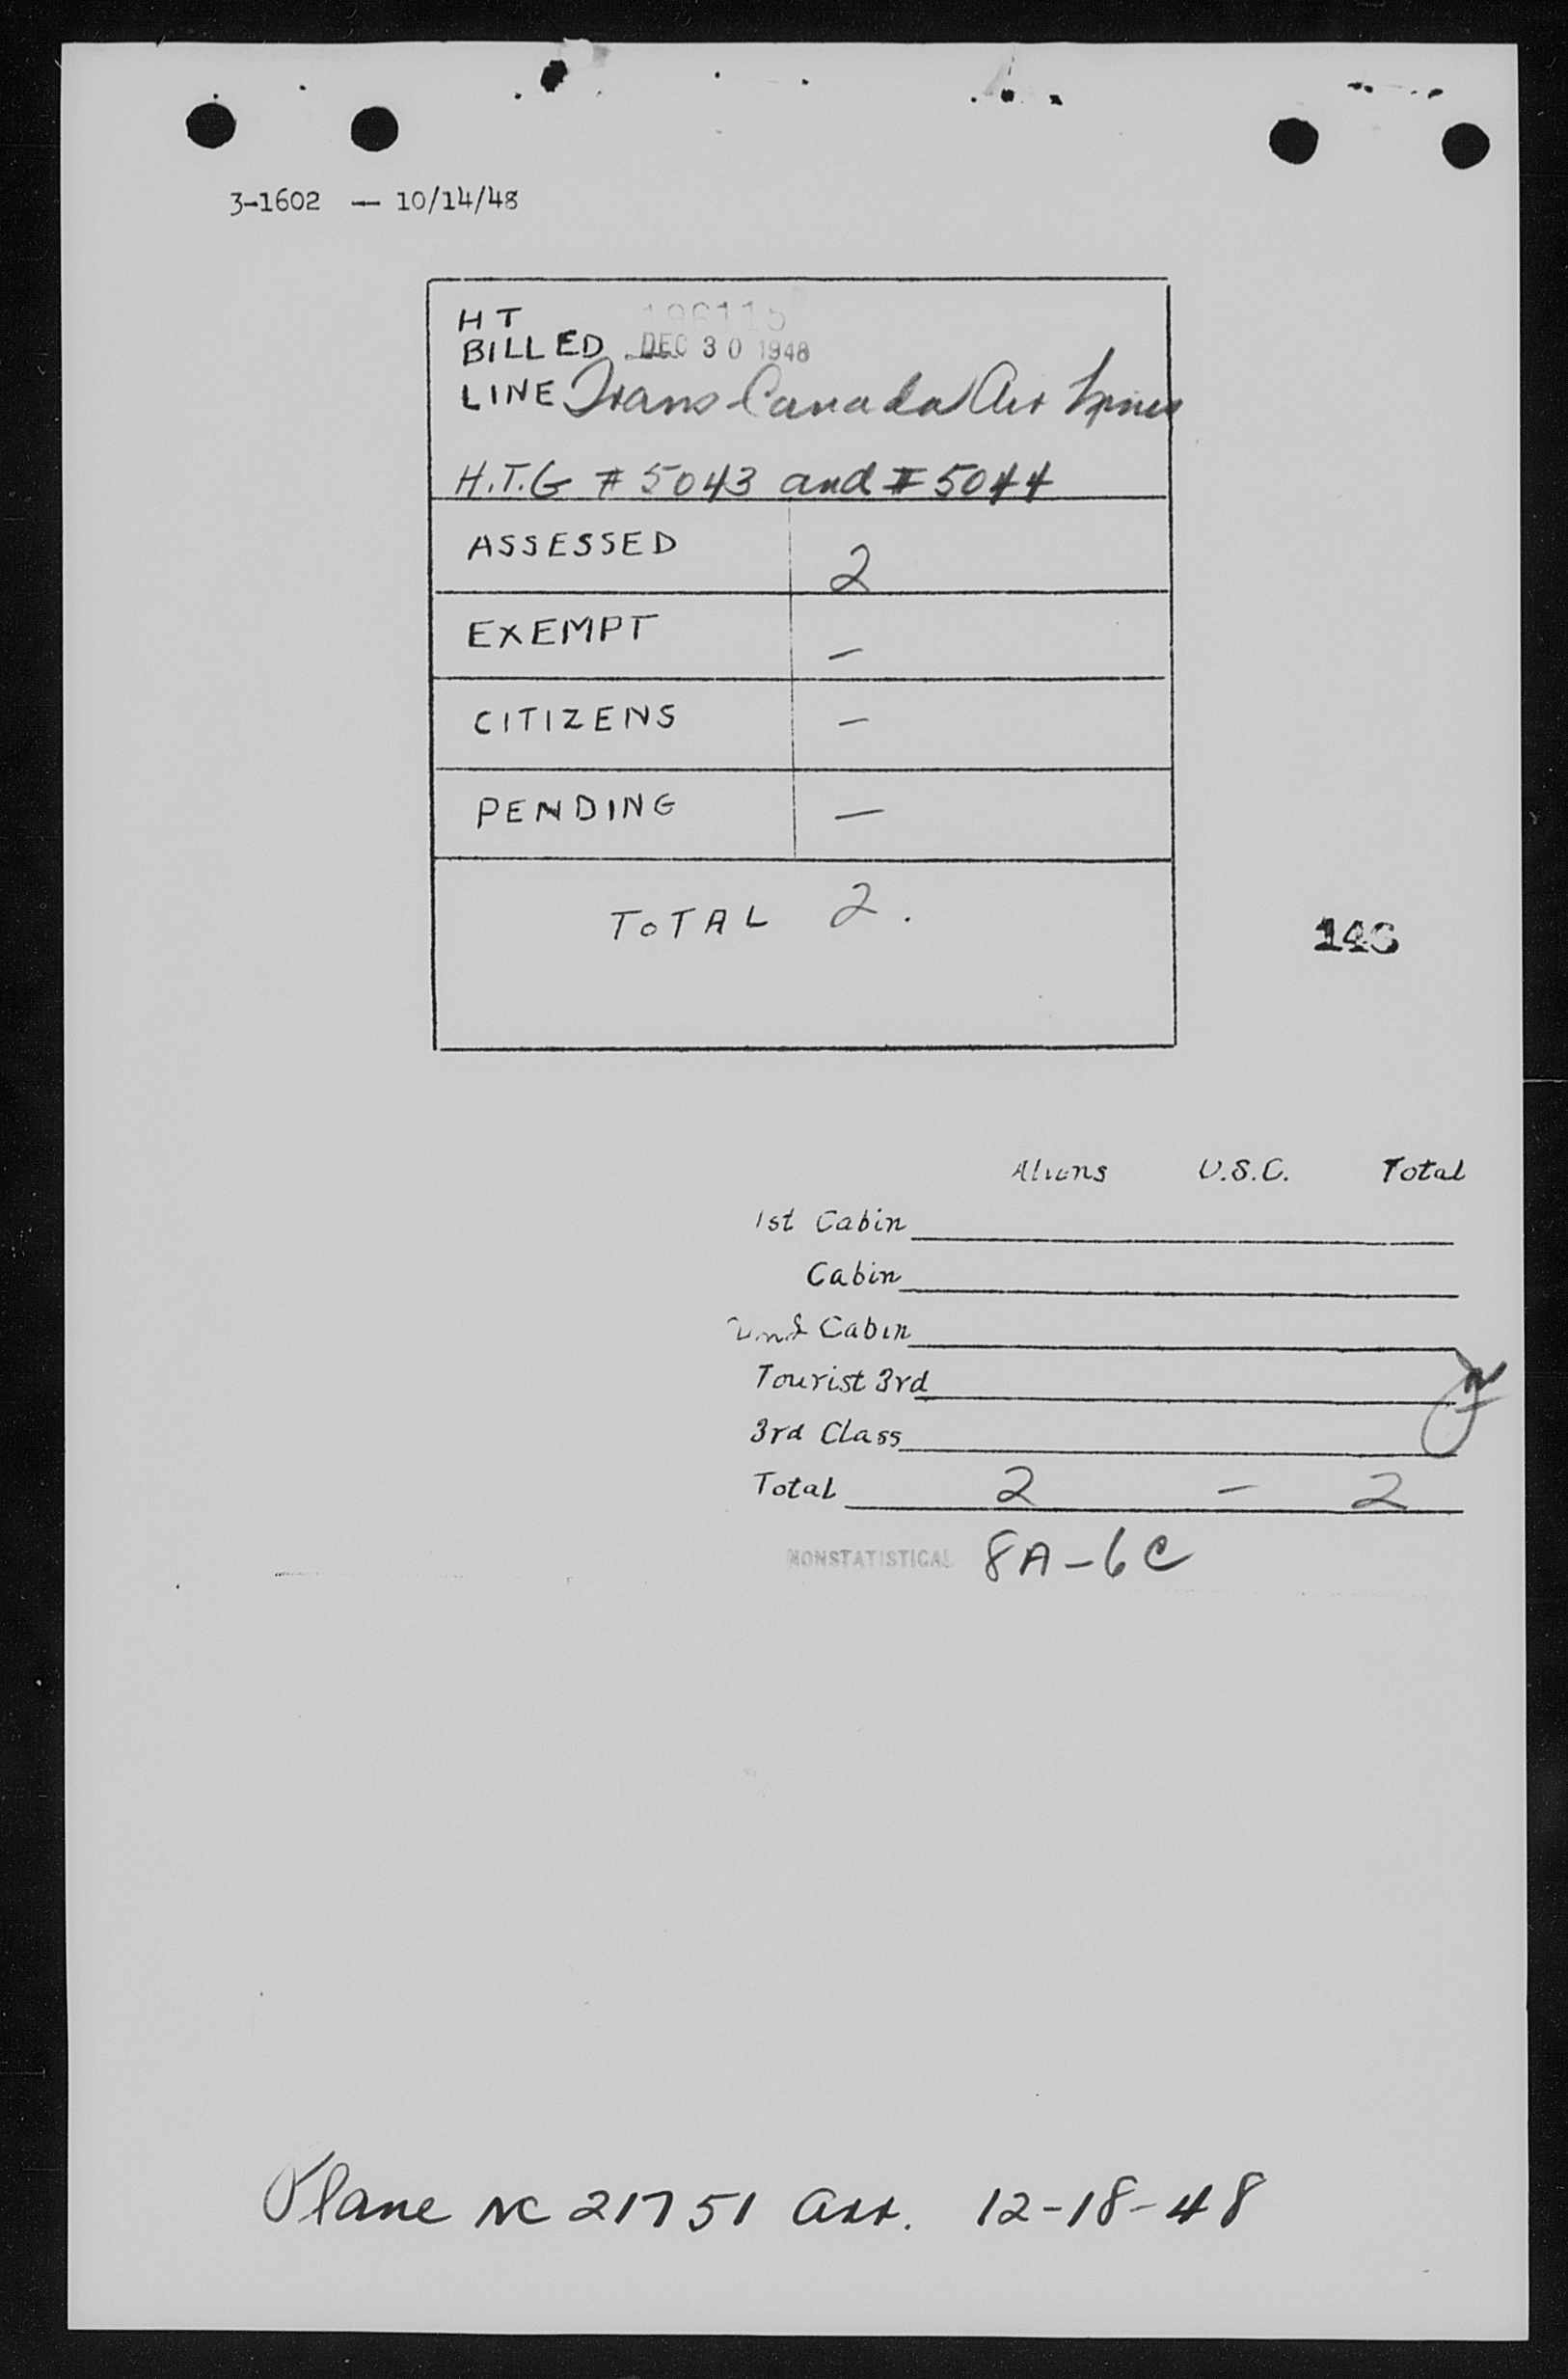 3-1602 — 10/14/48
HT
BILLED DEC 30 1948
LINE Trans-Canada Air Lines
H.T.G # 5043 and # 5044
ASSESSED 2
EXEMPT —
CITIZENS —
PENDING —
TOTAL 2.
146
Aliens U.S.C. Total
1st Cabin
Cabin
Cabin
Tourist 3rd
3rd Class
Total 2 — 2
NONSTATISTICAL 8A-6C
Plane NC 21751 arr. 12-18-48